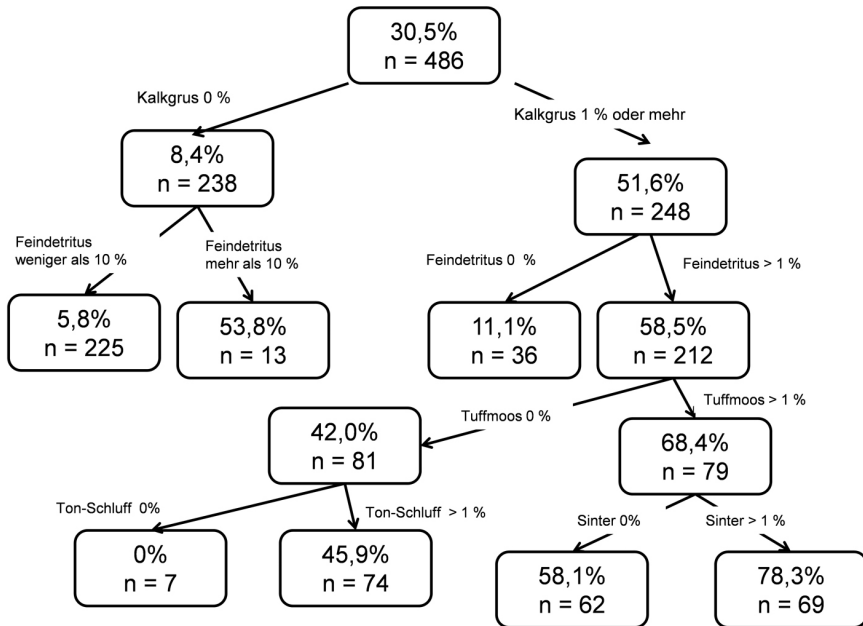 30,5%
n = 486
Kalkgrus 0 %
Kalkgrus 1 % oder mehr
8,4%
n = 238
51,6%
n = 248
Feindetritus
weniger als 10 %
Feindetritus
mehr als 10 %
Feindetritus 0 %
Feindetritus > 1 %
5,8%
n = 225
53,8%
n = 13
11,1%
n = 36
58,5%
n = 212
Tuffmoos 0 %
Tuffmoos > 1 %
42,0%
n = 81
68,4%
n = 79
Ton-Schluff 0%
Ton-Schluff > 1 %
Sinter 0%
Sinter > 1 %
0%
n = 7
45,9%
n = 74
58,1%
n = 62
78,3%
n = 69